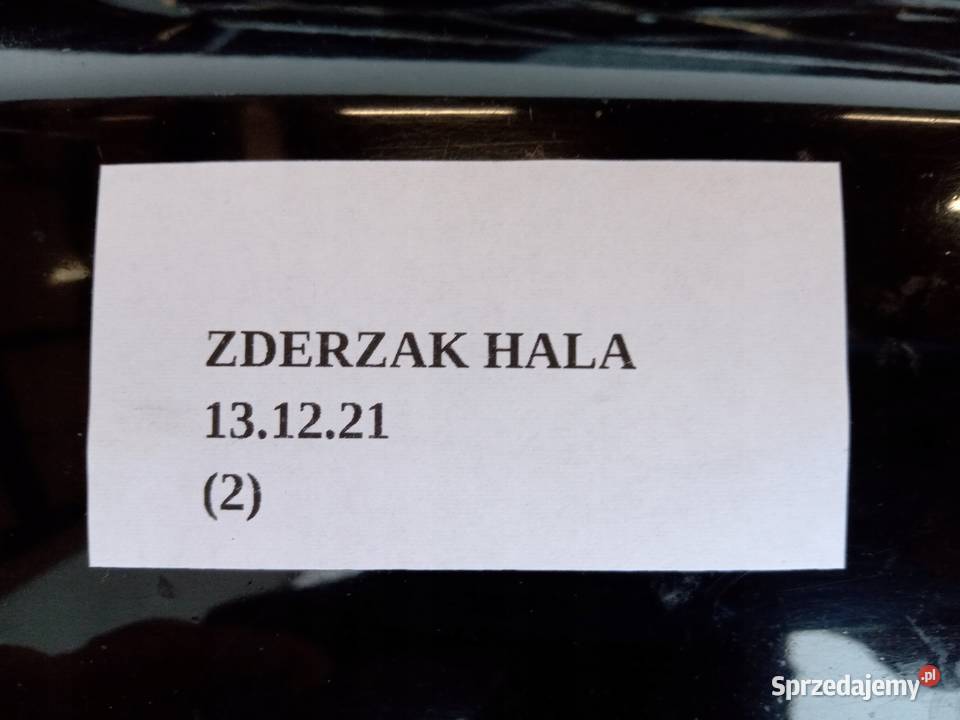 ZDERZAK HALA
13.12.21
(2)
Sprzedajemy.pl